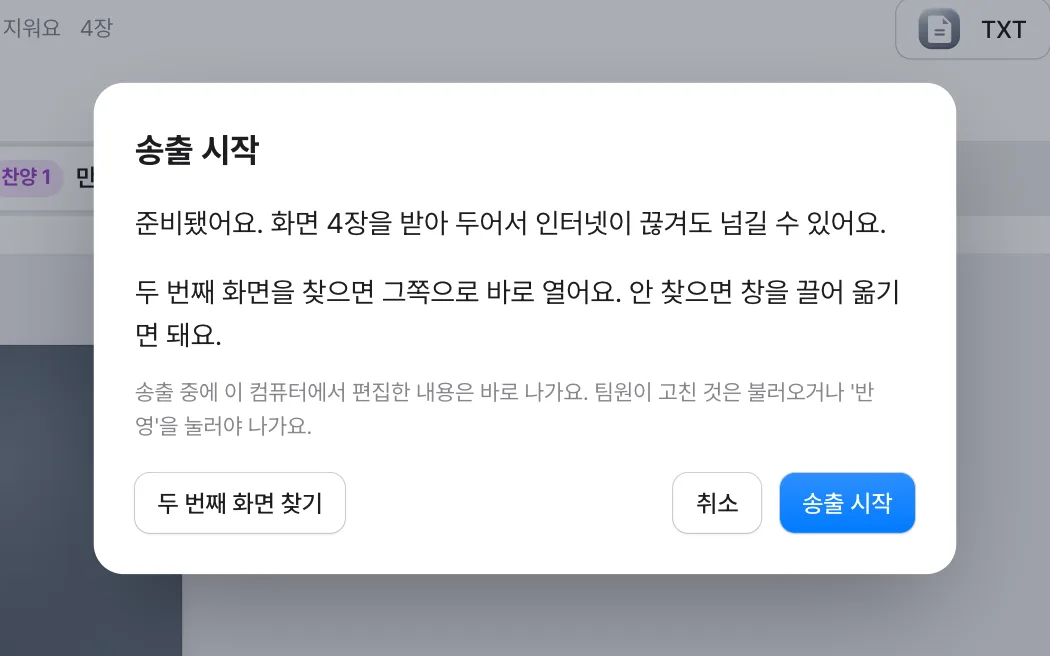 지워요 4장
TXT
찬양 1
송출 시작
준비됐어요. 화면 4장을 받아 두어서 인터넷이 끊겨도 넘길 수 있어요.
두 번째 화면을 찾으면 그쪽으로 바로 열어요. 안 찾으면 창을 끌어 옮기
면 돼요.
송출 중에 이 컴퓨터에서 편집한 내용은 바로 나가요. 팀원이 고친 것은 불러오거나 '반
영'을 눌러야 나가요.
두 번째 화면 찾기 취소 송출 시작